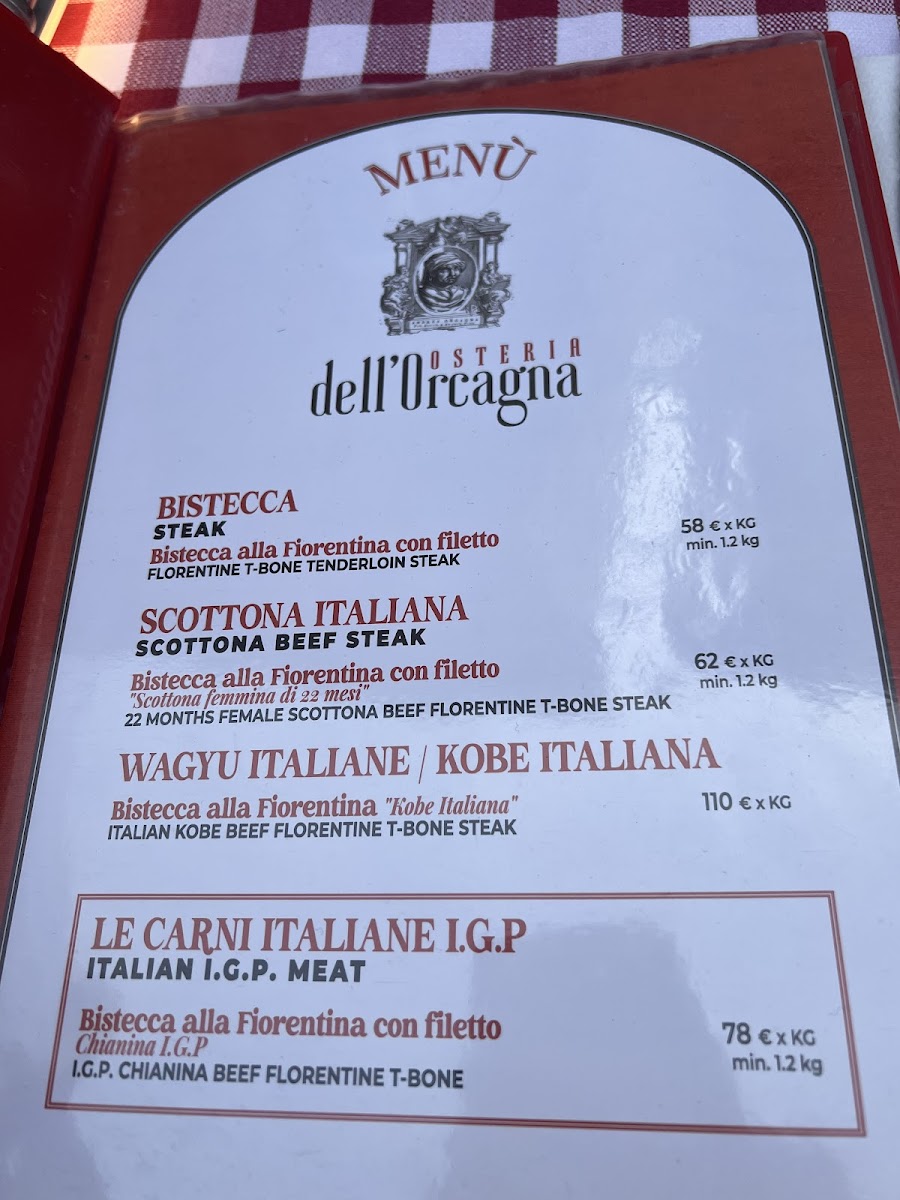 MENÙ
OSTERIA
dell'Orcagna
BISTECCA
STEAK
Bistecca alla Fiorentina con filetto
FLORENTINE T-BONE TENDERLOIN STEAK
58 € x KG
min. 1.2 kg
SCOTTONA ITALIANA
SCOTTONA BEEF STEAK
Bistecca alla Fiorentina con filetto
"Scottona femmina di 22 mesi"
22 MONTHS FEMALE SCOTTONA BEEF FLORENTINE T-BONE STEAK
62 € x KG
min. 1.2 kg
WAGYU ITALIANE / KOBE ITALIANA
Bistecca alla Fiorentina "Kobe Italiana"
ITALIAN KOBE BEEF FLORENTINE T-BONE STEAK
110 € x KG
LE CARNI ITALIANE I.G.P
ITALIAN I.G.P. MEAT
Bistecca alla Fiorentina con filetto
Chianina I.G.P
I.G.P. CHIANINA BEEF FLORENTINE T-BONE
78 € x KG
min. 1.2 kg